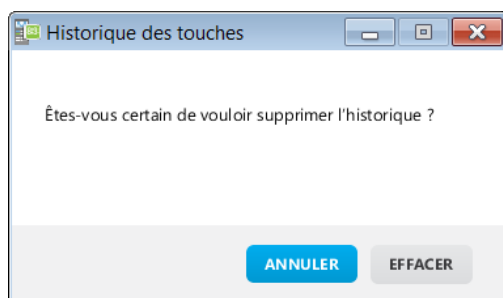 Historique des touches
Êtes-vous certain de vouloir supprimer l'historique ?
ANNULER
EFFACER